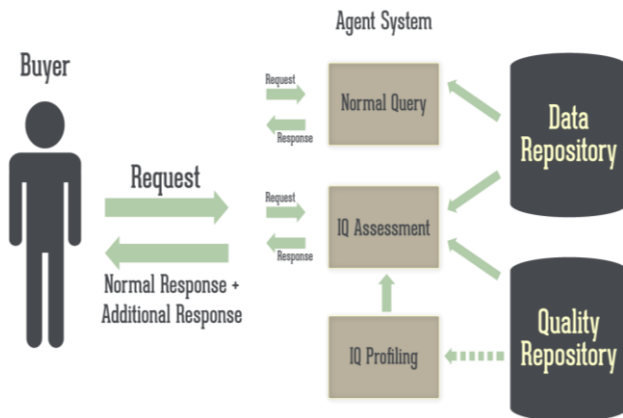 Agent System
Buyer
Request
Normal Query
Response
Data
Repository
Request
Request
IQ Assessment
Response
Normal Response +
Additional Response
IQ Profiling
Quality
Repository